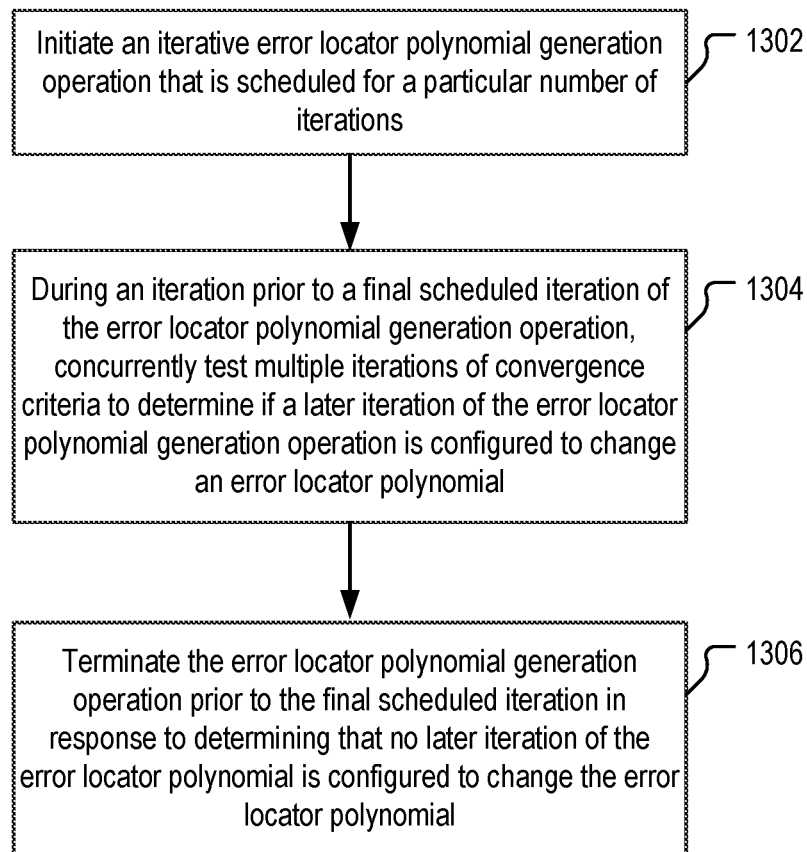 Initiate an iterative error locator polynomial generation
operation that is scheduled for a particular number of
iterations
1302
During an iteration prior to a final scheduled iteration of
the error locator polynomial generation operation,
concurrently test multiple iterations of convergence
criteria to determine if a later iteration of the error locator
polynomial generation operation is configured to change
an error locator polynomial
1304
Terminate the error locator polynomial generation
operation prior to the final scheduled iteration in
response to determining that no later iteration of the
error locator polynomial is configured to change the error
locator polynomial
1306